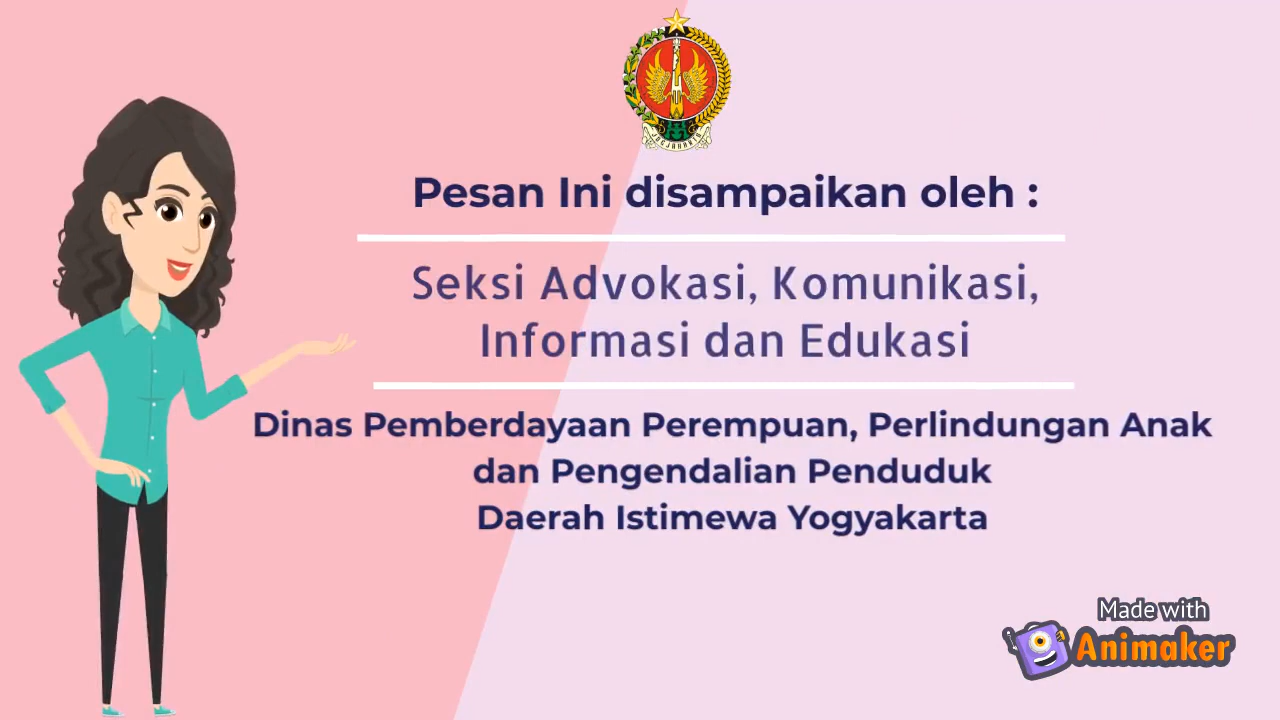 JOGJAKARTA
Pesan Ini disampaikan oleh :
Seksi Advokasi, Komunikasi,
Informasi dan Edukasi
Dinas Pemberdayaan Perempuan, Perlindungan Anak
dan Pengendalian Penduduk
Daerah Istimewa Yogyakarta
Made with
Animaker